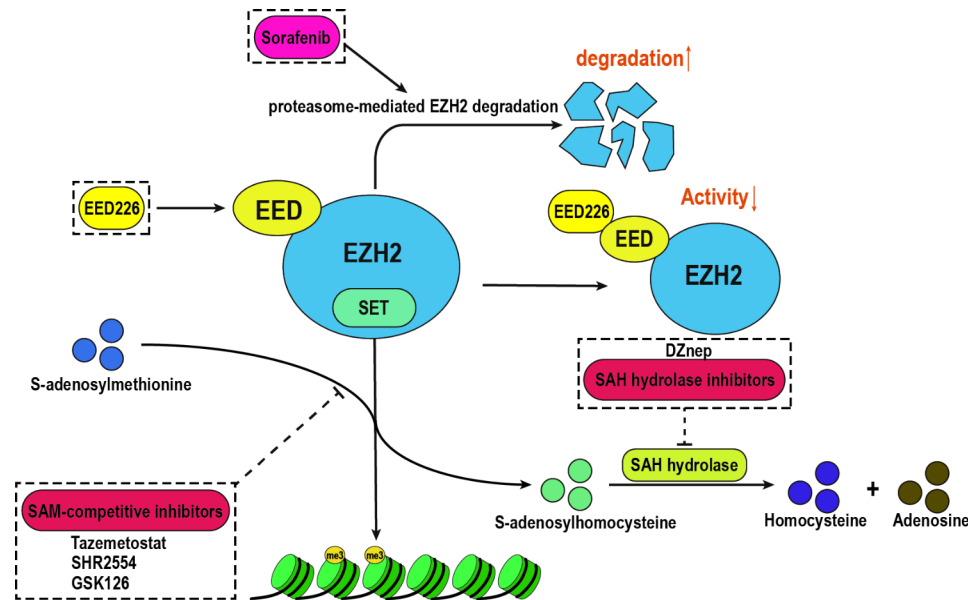 Sorafenib
degradation↑
proteasome-mediated EZH2 degradation
EED226
EED
EZH2
SET
EED226
EED
Activity↓
EZH2
S-adenosylmethionine
DZnep
SAH hydrolase inhibitors
SAH hydrolase
S-adenosylhomocysteine
Homocysteine
+
Adenosine
SAM-competitive inhibitors
Tazemetostat
SHR2554
GSK126
me3
me3